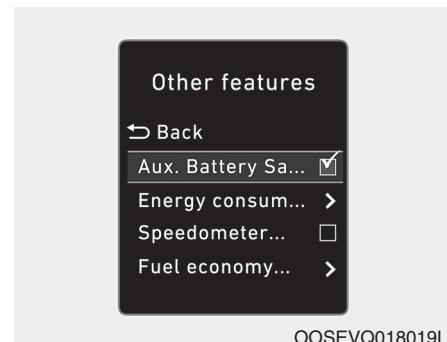 Other features
Back
Aux. Battery Sa...
Energy consum...
Speedometer...
Fuel economy...
OOSEVQ018019L